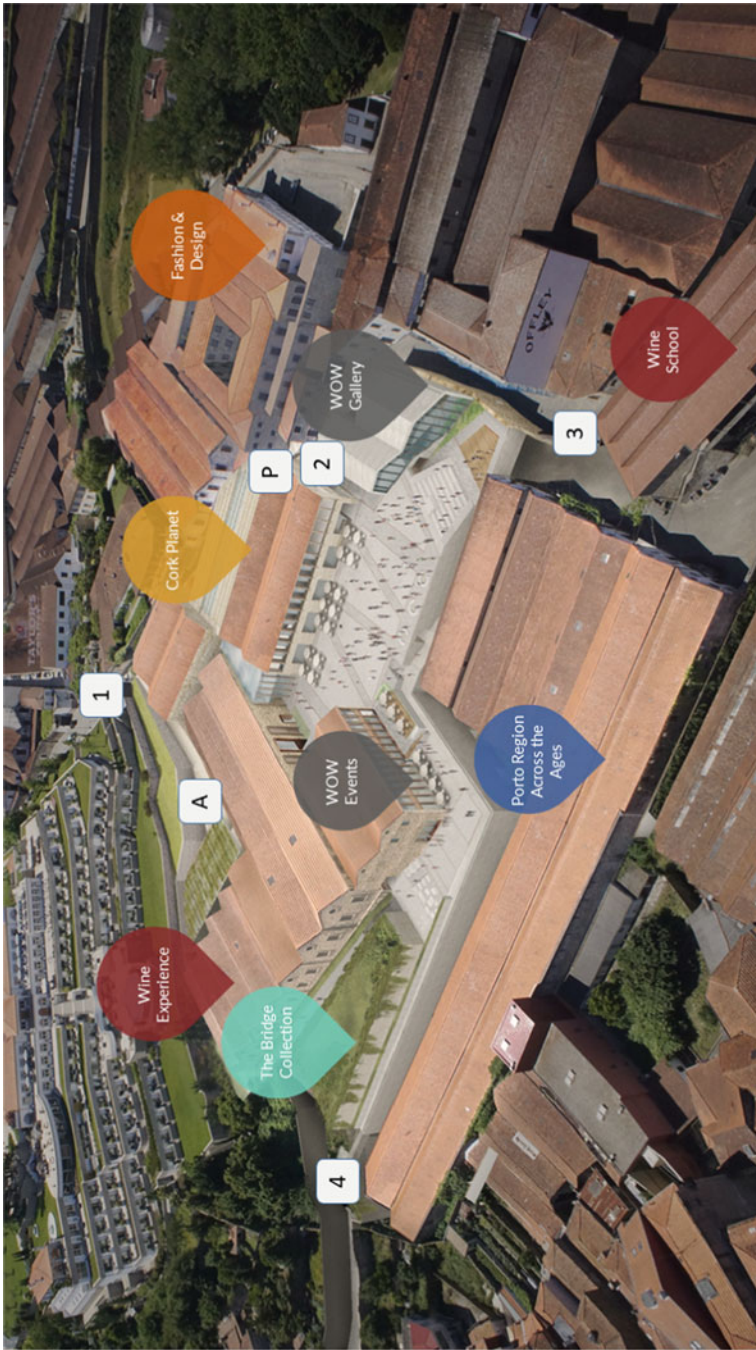 TAYLOR'S
1
Wine
Experience
Cork Planet
Fashion &
Design
A
The Bridge
Collection
P
2
4
WOW
Events
WOW
Gallery
Porto Region
Across the
Ages
OFFLEY
3
Wine
School